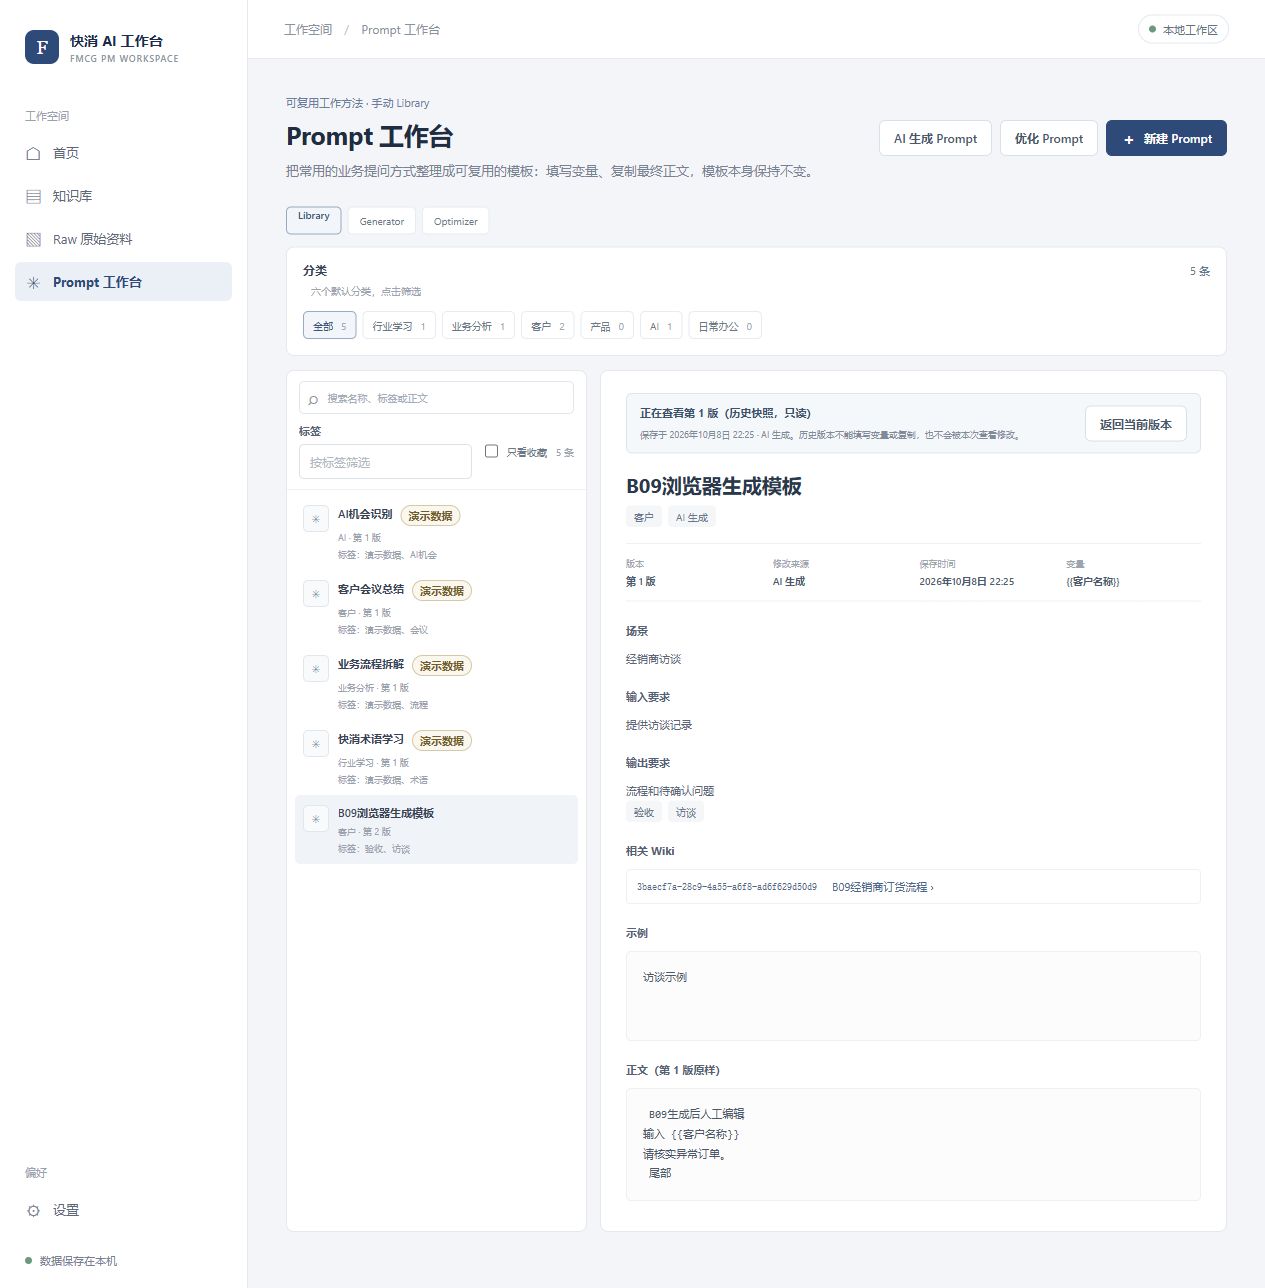 F
快消 AI 工作台
FMCG PM WORKSPACE
工作空间
首页
知识库
Raw 原始资料
Prompt 工作台
偏好
设置
数据保存在本机
工作空间 / Prompt 工作台
本地工作区
可复用工作方法 · 手动 Library
Prompt 工作台
把常用的业务提问方式整理成可复用的模板：填写变量、复制最终正文，模板本身保持不变。
AI 生成 Prompt
优化 Prompt
+ 新建 Prompt
Library
Generator
Optimizer
分类
5 条
六个默认分类，点击筛选
全部 5
行业学习 1
业务分析 1
客户 2
产品 0
AI 1
日常办公 0
搜索名称、标签或正文
标签
按标签筛选
只看收藏
5 条
AI机会识别 演示数据
AI · 第 1 版
标签：演示数据、AI机会
客户会议总结 演示数据
客户 · 第 1 版
标签：演示数据、会议
业务流程拆解 演示数据
业务分析 · 第 1 版
标签：演示数据、流程
快消术语学习 演示数据
行业学习 · 第 1 版
标签：演示数据、术语
B09浏览器生成模板
客户 · 第 2 版
标签：验收、访谈
正在查看第 1 版（历史快照，只读）
保存于 2026年10月8日 22:25 · AI 生成。历史版本不能填写变量或复制，也不会被本次查看修改。
返回当前版本
B09浏览器生成模板
客户 AI 生成
版本
第 1 版
修改来源
AI 生成
保存时间
2026年10月8日 22:25
变量
{{客户名称}}
场景
经销商访谈
输入要求
提供访谈记录
输出要求
流程和待确认问题
验收 访谈
相关 Wiki
3baecf7a-28c9-4a55-a6f8-ad6f629d50d9 B09经销商订货流程 ›
示例
访谈示例
正文（第 1 版原样）
B09生成后人工编辑
输入 {{客户名称}}
请核实异常订单。
尾部